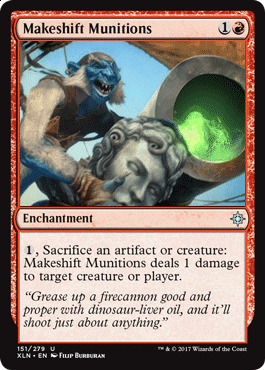 Makeshift Munitions 1
Enchantment
1, Sacrifice an artifact or creature:
Makeshift Munitions deals 1 damage
to target creature or player.
"Grease up a firecannon good and
proper with dinosaur-liver oil, and it'll
shoot just about anything."
151/279 U
XLN • EN Filip Burburan
™ & © 2017 Wizards of the Coast